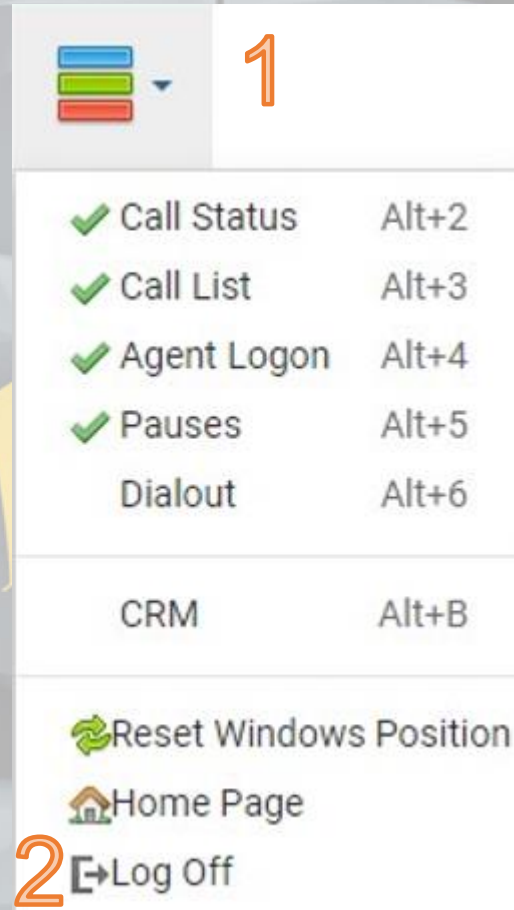 1
Call Status Alt+2
Call List Alt+3
Agent Logon Alt+4
Pauses Alt+5
Dialout Alt+6
CRM Alt+B
Reset Windows Position
Home Page
2 Log Off